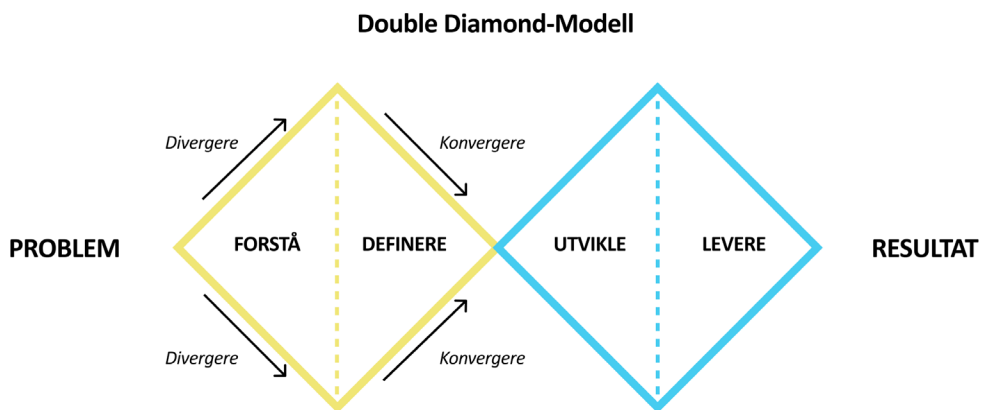 Double Diamond-Modell
Divergere
Konvergere
PROBLEM
FORSTÅ
DEFINERE
UTVIKLE
LEVERE
RESULTAT
Divergere
Konvergere